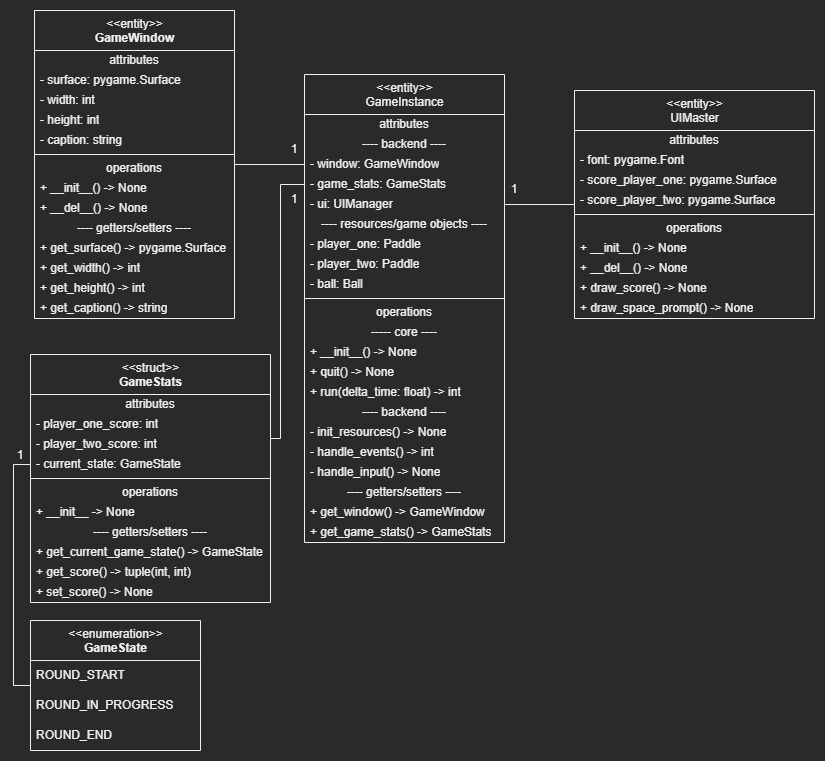 <<entity>>
GameWindow
attributes
- surface: pygame.Surface
- width: int
- height: int
- caption: string
operations
+ __init__() -> None
+ __del__() -> None
---- getters/setters ----
+ get_surface() -> pygame.Surface
+ get_width() -> int
+ get_height() -> int
+ get_caption() -> string
1
1
<<entity>>
GameInstance
attributes
---- backend ----
- window: GameWindow
- game_stats: GameStats
- ui: UIManager
---- resources/game objects ----
- player_one: Paddle
- player_two: Paddle
- ball: Ball
operations
----- core ----
+ __init__() -> None
+ quit() -> None
+ run(delta_time: float) -> int
---- backend ----
- init_resources() -> None
- handle_events() -> int
- handle_input() -> None
---- getters/setters ----
+ get_window() -> GameWindow
+ get_game_stats() -> GameStats
1
<<entity>>
UIMaster
attributes
- font: pygame.Font
- score_player_one: pygame.Surface
- score_player_two: pygame.Surface
operations
+ __init__() -> None
+ __del__() -> None
+ draw_score() -> None
+ draw_space_prompt() -> None
<<struct>>
GameStats
attributes
- player_one_score: int
- player_two_score: int
- current_state: GameState
operations
+ __init__ -> None
---- getters/setters ----
+ get_current_game_state() -> GameState
+ get_score() -> tuple(int, int)
+ set_score() -> None
1
<<enumeration>>
GameState
ROUND_START
ROUND_IN_PROGRESS
ROUND_END